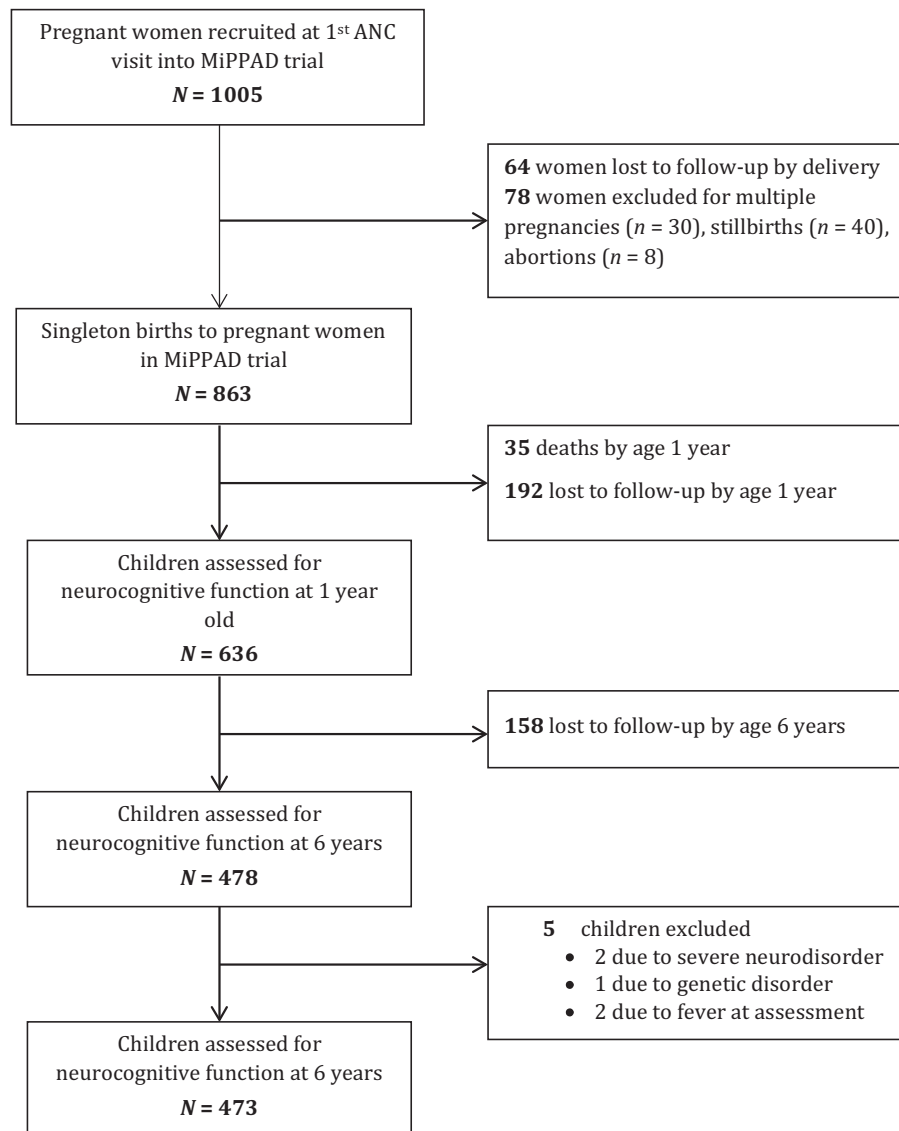 Pregnant women recruited at 1st ANC
visit into MiPPAD trial
N = 1005
64 women lost to follow-up by delivery
78 women excluded for multiple
pregnancies (n = 30), stillbirths (n = 40),
abortions (n = 8)
Singleton births to pregnant women
in MiPPAD trial
N = 863
35 deaths by age 1 year
192 lost to follow-up by age 1 year
Children assessed for
neurocognitive function at 1 year
old
N = 636
158 lost to follow-up by age 6 years
Children assessed for
neurocognitive function at 6 years
N = 478
5 children excluded
• 2 due to severe neurodisorder
• 1 due to genetic disorder
• 2 due to fever at assessment
Children assessed for
neurocognitive function at 6 years
N = 473